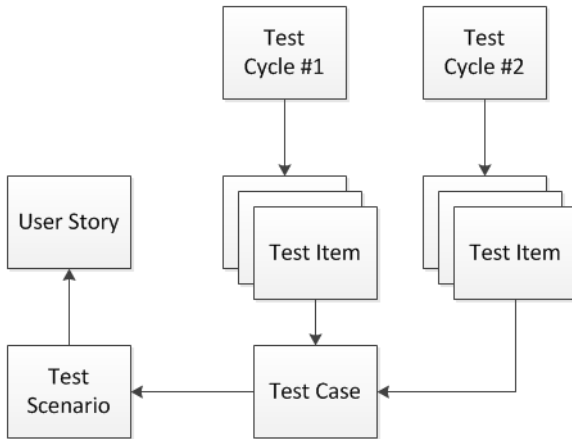 Test
Cycle #1
Test
Cycle #2
User Story
Test Item
Test Item
Test
Scenario
Test Case